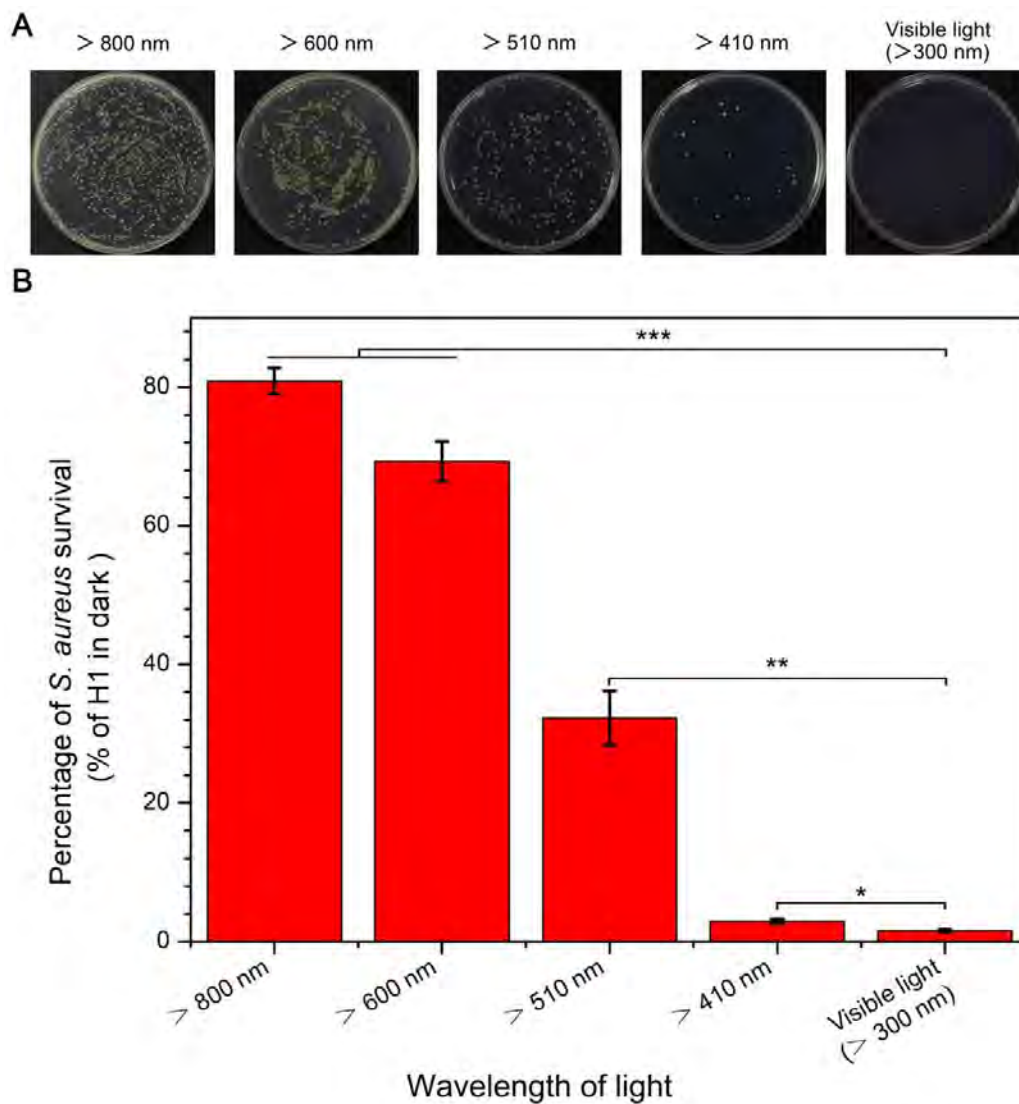 A
> 800 nm
> 600 nm
> 510 nm
> 410 nm
Visible light
(>300 nm)
B
***
**
*
80
60
40
20
0
Percentage of S. aureus survival
(% of H1 in dark )
> 800 nm
> 600 nm
> 510 nm
> 410 nm
Visible light
(> 300 nm)
Wavelength of light